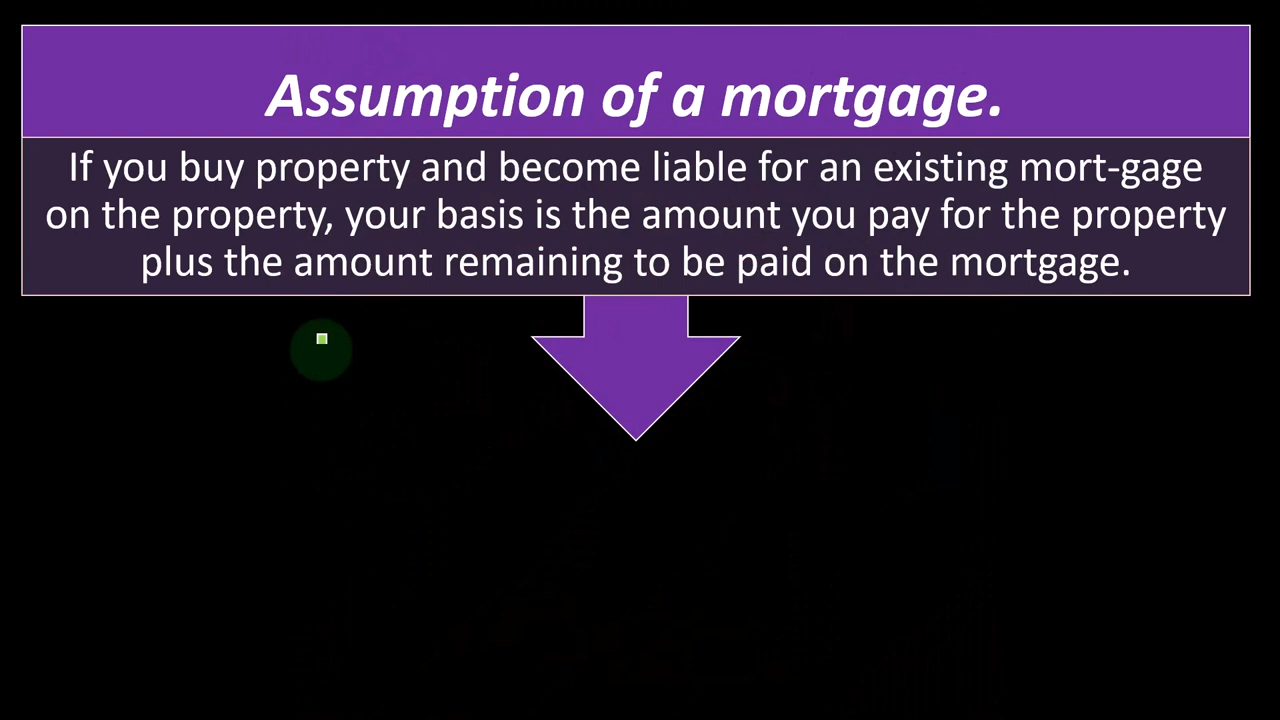 Assumption of a mortgage.
If you buy property and become liable for an existing mort-gage
on the property, your basis is the amount you pay for the property
plus the amount remaining to be paid on the mortgage.